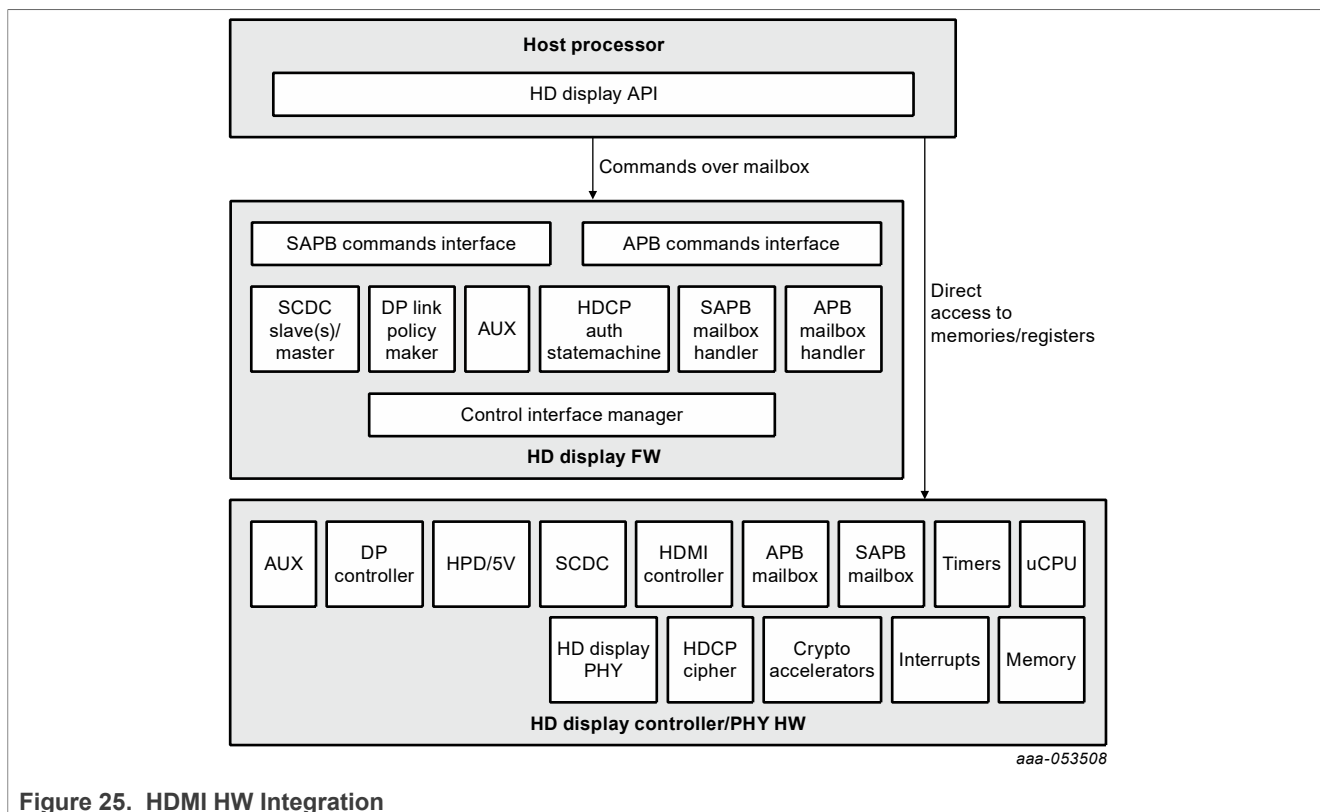 Host processor
HD display API
Commands over mailbox
SAPB commands interface
APB commands interface
SCDC
slave(s)/
master
DP link
policy
maker
AUX
HDCP
auth
statemachine
SAPB
mailbox
handler
APB
mailbox
handler
Direct
access to
memories/registers
Control interface manager
HD display FW
AUX
DP
controller
HPD/5V
SCDC
HDMI
controller
APB
mailbox
SAPB
mailbox
Timers
uCPU
HD display
PHY
HDCP
cipher
Crypto
accelerators
Interrupts
Memory
HD display controller/PHY HW
aaa-053508
Figure 25. HDMI HW Integration